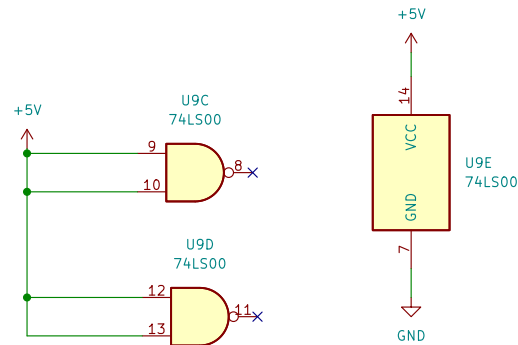 +5V
U9C
74LS00
9
8
10
U9D
74LS00
12
11
13
+5V
14
VCC
U9E
74LS00
GND
7
GND